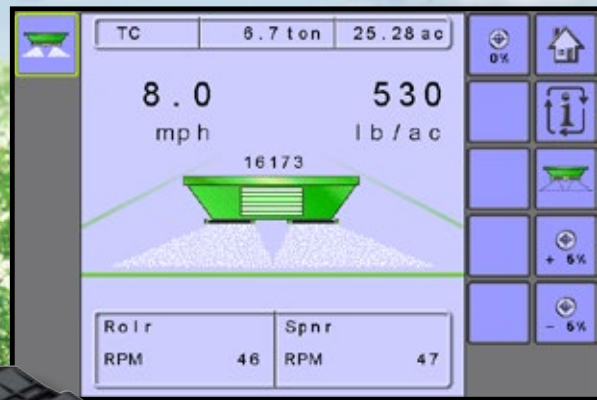 TC 6.7 ton 25.28 ac
0%
8.0 530
mph lb/ac
16173
+ 5%
- 5%
Rolr Spnr
RPM 46 RPM 47